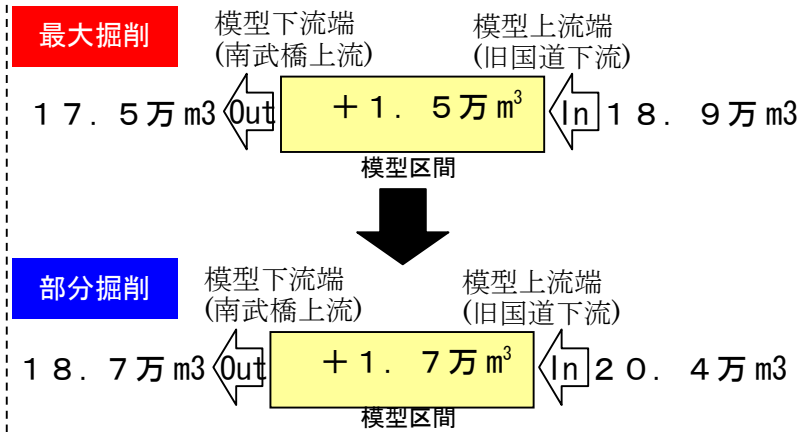 最大掘削
模型下流端
(南武橋上流)
模型上流端
(旧国道下流)
１７．５万m3
Out
＋１．５万m³
In
１８．９万m3
模型区間
部分掘削
模型下流端
(南武橋上流)
模型上流端
(旧国道下流)
１８．７万m3
Out
＋１．７万m³
In
２０．４万m3
模型区間